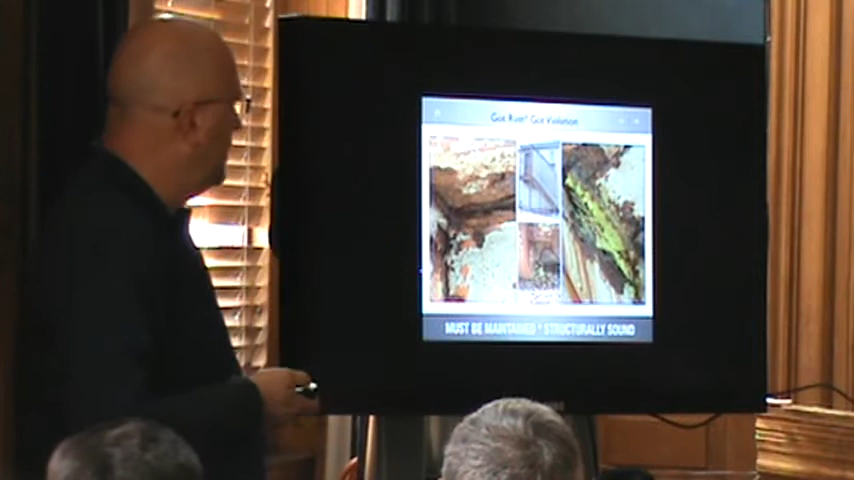 Got Rust? Got Violation
MUST BE MAINTAINED * STRUCTURALLY SOUND